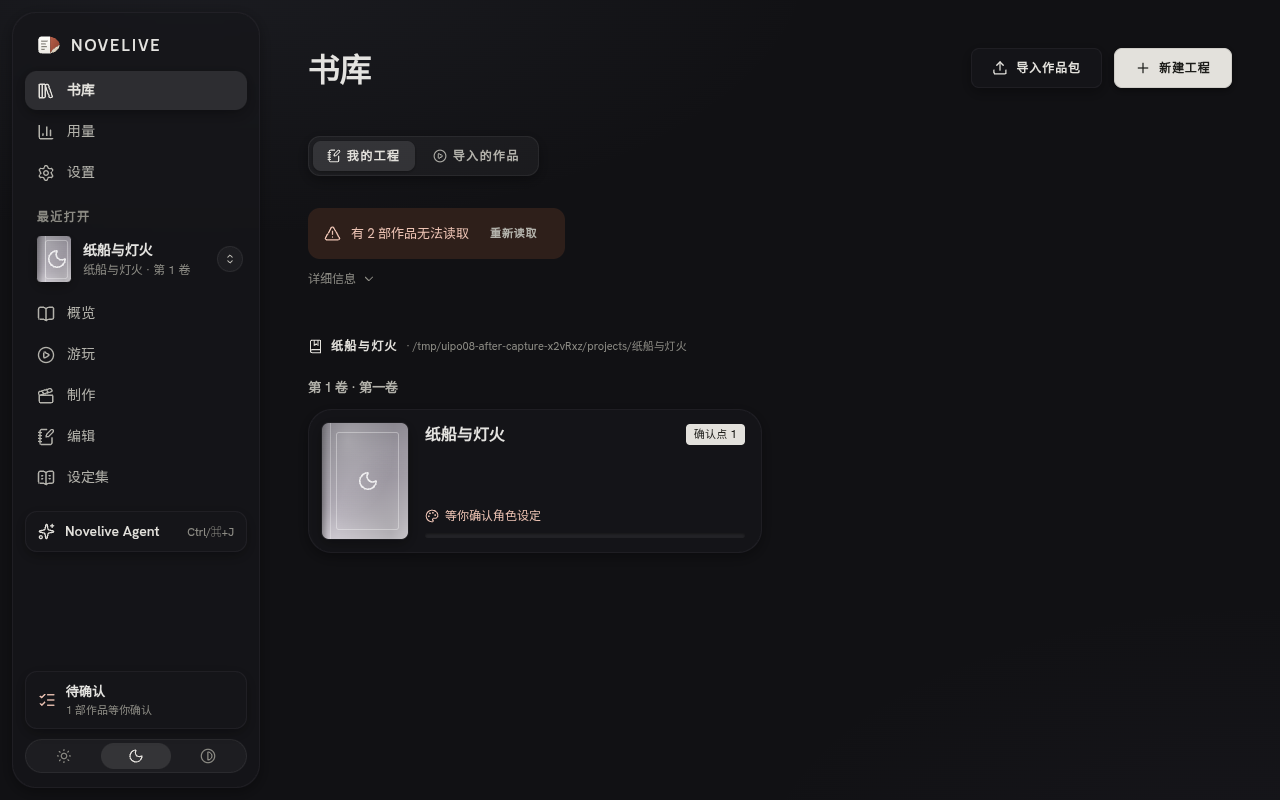 NOVELIVE
书库
用量
设置
最近打开
纸船与灯火
纸船与灯火 · 第 1 卷
概览
游玩
制作
编辑
设定集
Novelive Agent Ctrl/⌘+J
待确认
1 部作品等你确认
书库
导入作品包
新建工程
我的工程 导入的作品
有 2 部作品无法读取 重新读取
详细信息
纸船与灯火 · /tmp/uipo08-after-capture-x2vRxz/projects/纸船与灯火
第 1 卷 · 第一卷
纸船与灯火 确认点 1
等你确认角色设定